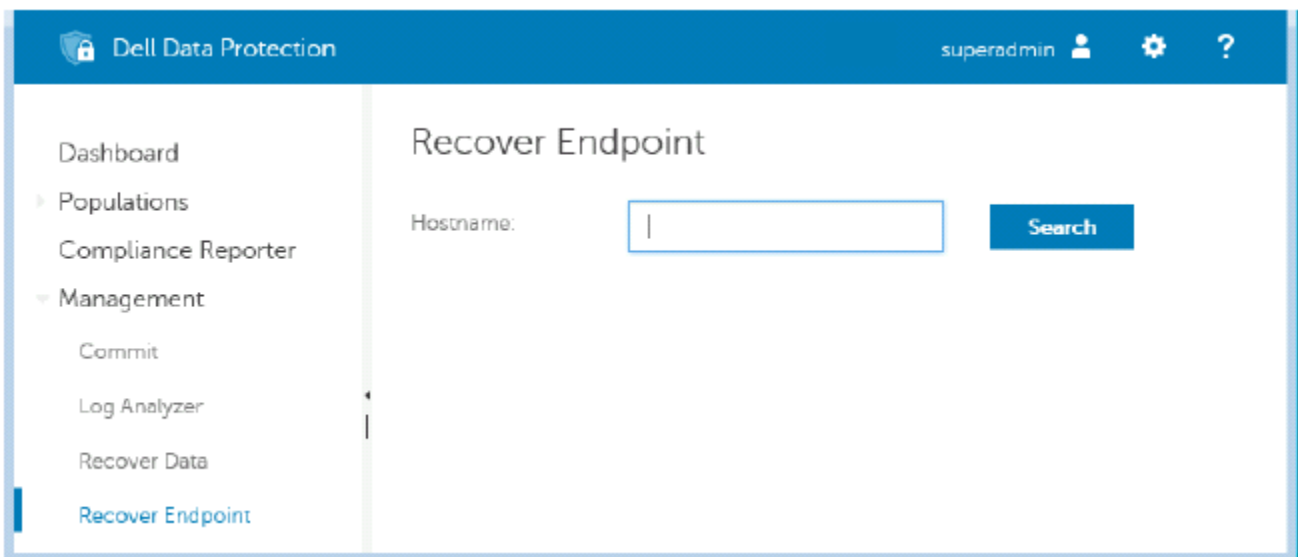 Dell Data Protection
superadmin
?
Dashboard
Populations
Compliance Reporter
Management
Commit
Log Analyzer
Recover Data
Recover Endpoint
Recover Endpoint
Hostname:
Search